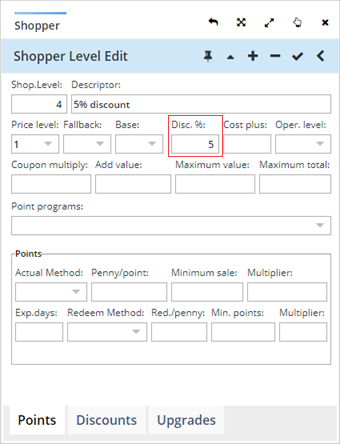 Shopper
Shopper Level Edit
Shop.Level: Descriptor:
4 5% discount
Price level: Fallback: Base: Disc. %: Cost plus: Oper. level:
1 5
Coupon multiply: Add value: Maximum value: Maximum total:
Point programs:
Points
Actual Method: Penny/point: Minimum sale: Multiplier:
Exp.days: Redeem Method: Red./penny: Min. points: Multiplier:
Points Discounts Upgrades